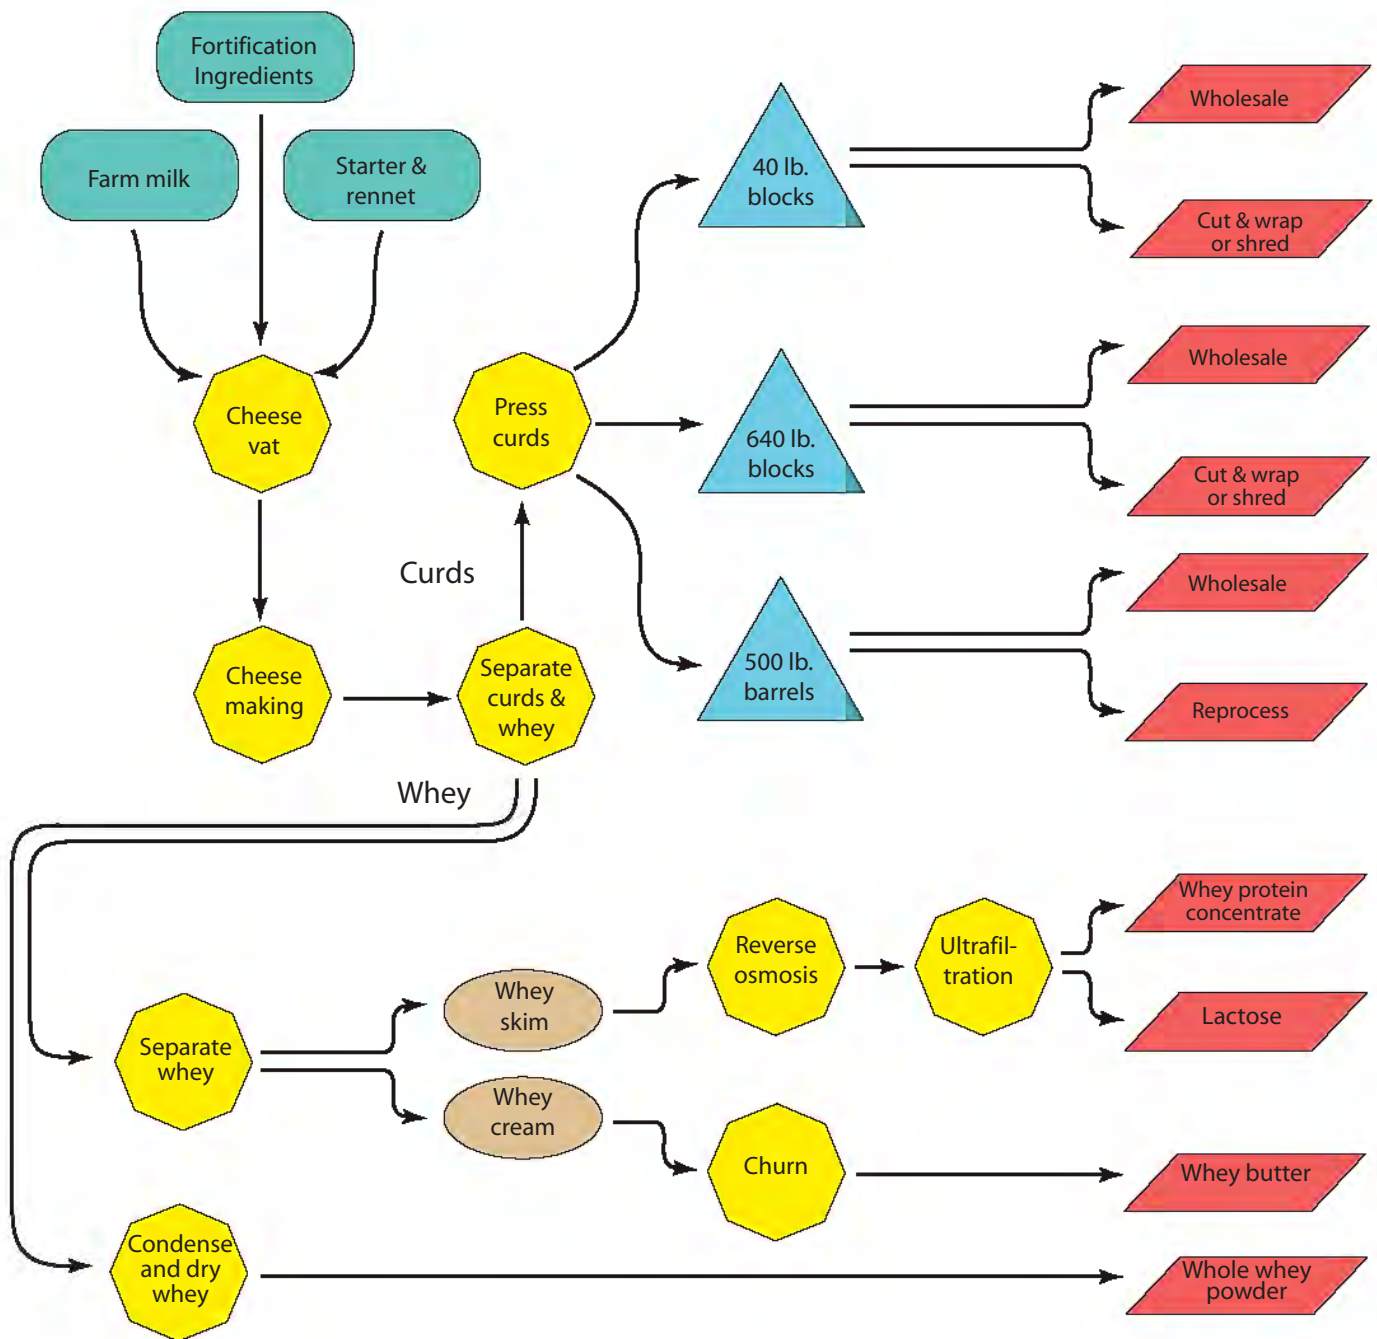 Fortification
Ingredients
Farm milk
Starter &
rennet
Cheese
vat
Cheese
making
Separate
curds &
whey
Curds
Whey
Press
curds
40 lb.
blocks
Wholesale
Cut & wrap
or shred
640 lb.
blocks
Wholesale
Cut & wrap
or shred
500 lb.
barrels
Wholesale
Reprocess
Separate
whey
Whey
skim
Reverse
osmosis
Ultrafil-
tration
Whey protein
concentrate
Lactose
Whey
cream
Churn
Whey butter
Condense
and dry
whey
Whole whey
powder